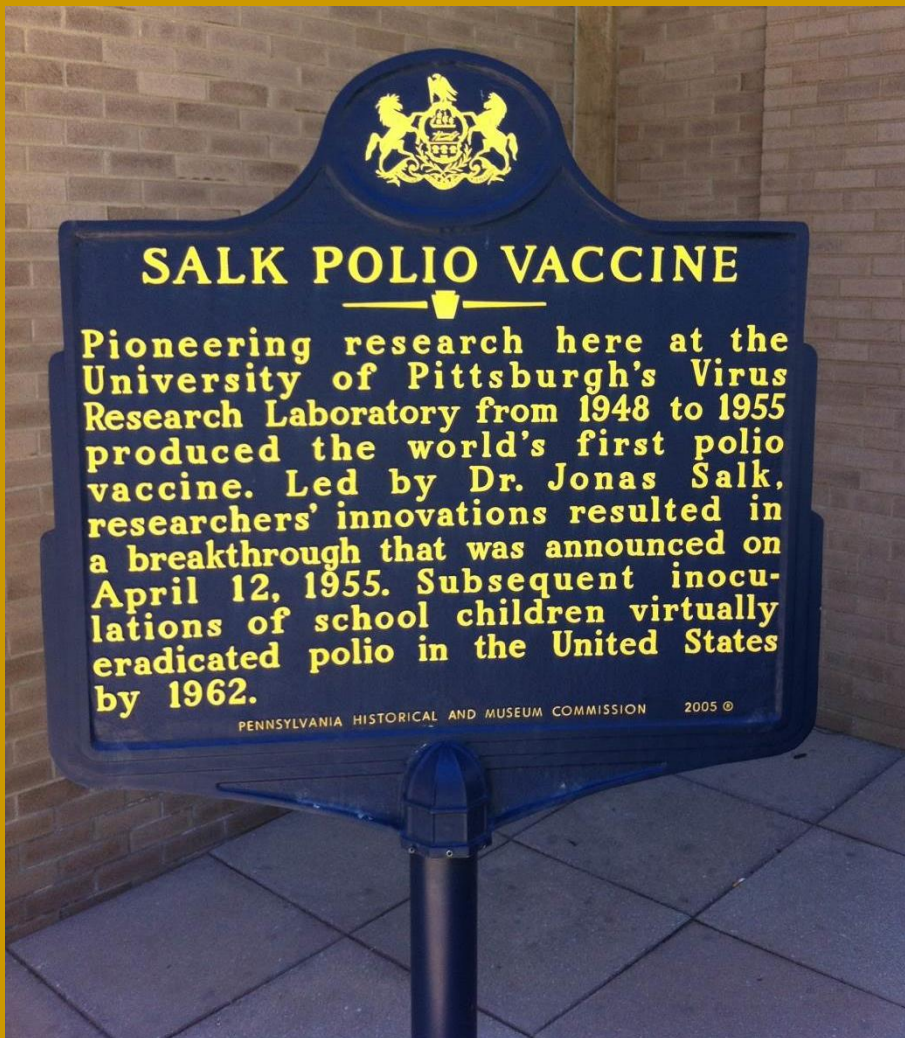 SALK POLIO VACCINE
Pioneering research here at the
University of Pittsburgh's Virus
Research Laboratory from 1948 to 1955
produced the world's first polio
vaccine. Led by Dr. Jonas Salk,
researchers' innovations resulted in
a breakthrough that was announced on
April 12, 1955. Subsequent inocu-
lations of school children virtually
eradicated polio in the United States
by 1962.
PENNSYLVANIA HISTORICAL AND MUSEUM COMMISSION 2005 ®